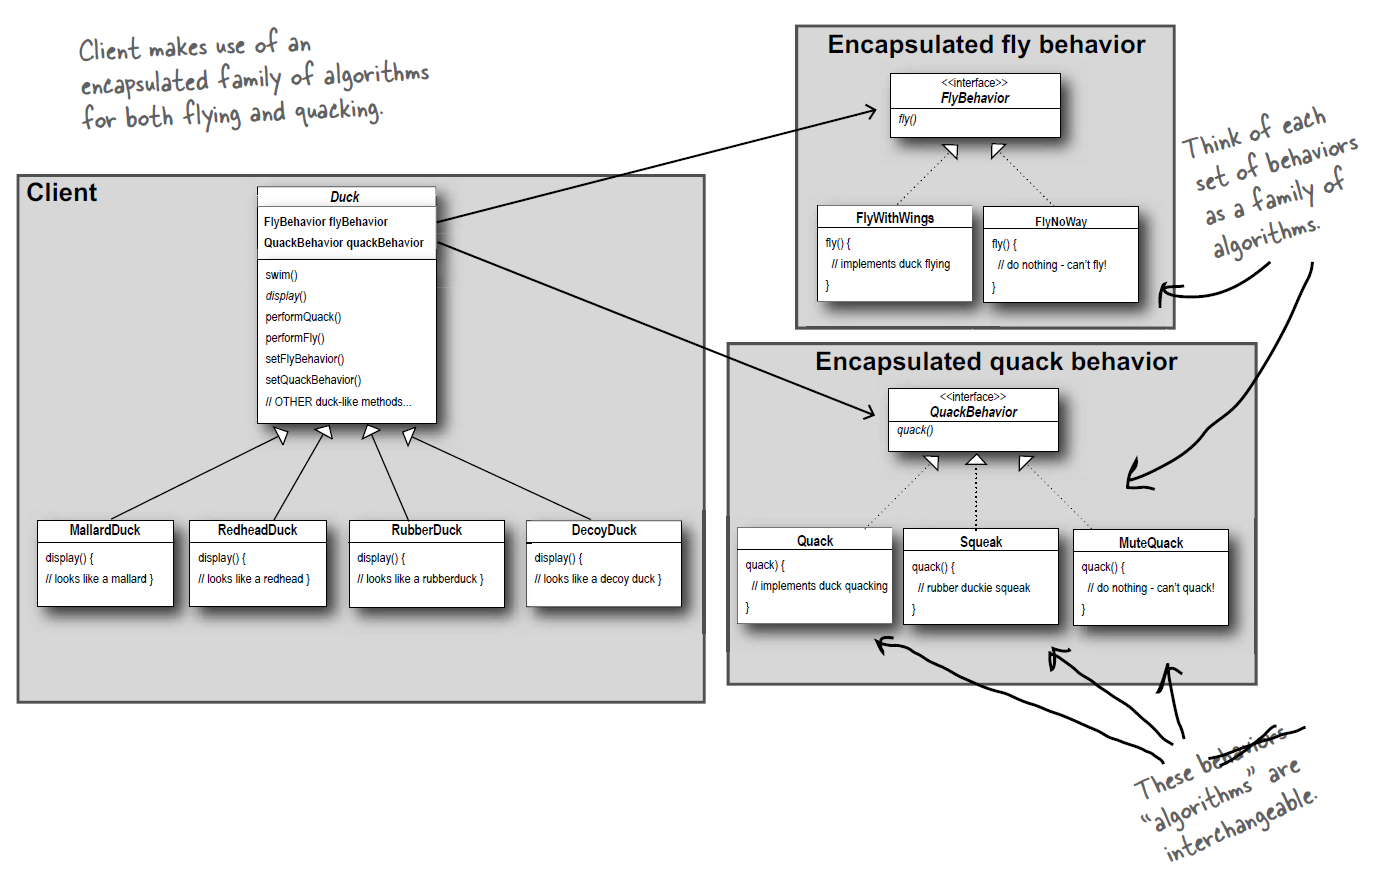 Client makes use of an
encapsulated family of algorithms
for both flying and quacking.
Client
Duck
FlyBehavior flyBehavior
QuackBehavior quackBehavior
swim()
display()
performQuack()
performFly()
setFlyBehavior()
setQuackBehavior()
// OTHER duck-like methods...
MallardDuck
display() {
// looks like a mallard }
RedheadDuck
display() {
// looks like a redhead }
RubberDuck
display() {
// looks like a rubberduck }
DecoyDuck
display() {
// looks like a decoy duck }
Encapsulated fly behavior
<<interface>>
FlyBehavior
fly()
FlyWithWings
fly() {
// implements duck flying
}
FlyNoWay
fly() {
// do nothing - can't fly!
}
Think of each
set of behaviors
as a family of
algorithms.
Encapsulated quack behavior
<<interface>>
QuackBehavior
quack()
Quack
quack) {
// implements duck quacking
}
Squeak
quack() {
// rubber duckie squeak
}
MuteQuack
quack() {
// do nothing - can't quack!
}
These behaviors
“algorithms” are
interchangeable.